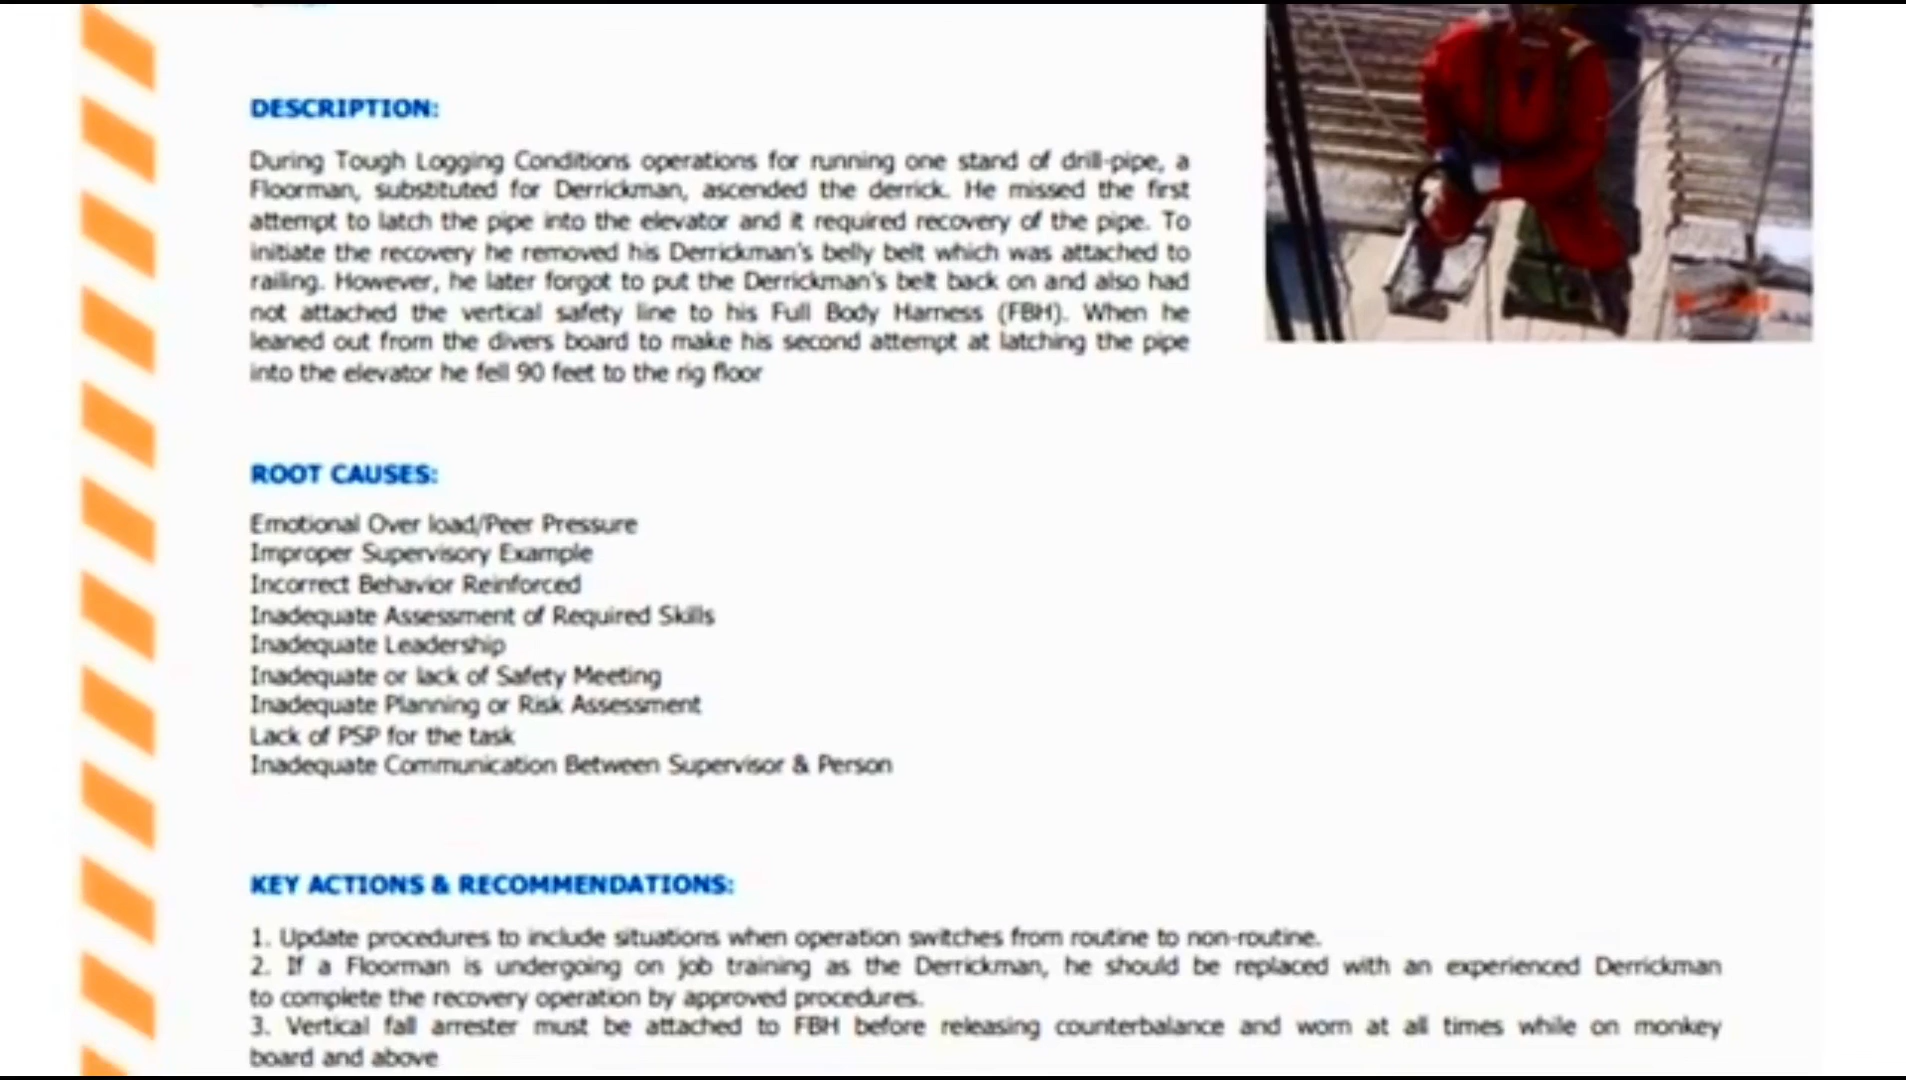 DESCRIPTION:
During Tough Logging Conditions operations for running one stand of drill-pipe, a
Floorman, substituted for Derrickman, ascended the derrick. He missed the first
attempt to latch the pipe into the elevator and it required recovery of the pipe. To
initiate the recovery he removed his Derrickman's belly belt which was attached to
railing. However, he later forgot to put the Derrickman's belt back on and also had
not attached the vertical safety line to his Full Body Harness (FBH). When he
leaned out from the divers board to make his second attempt at latching the pipe
into the elevator he fell 90 feet to the rig floor
ROOT CAUSES:
Emotional Over load/Peer Pressure
Improper Supervisory Example
Incorrect Behavior Reinforced
Inadequate Assessment of Required Skills
Inadequate Leadership
Inadequate or lack of Safety Meeting
Inadequate Planning or Risk Assessment
Lack of PSP for the task
Inadequate Communication Between Supervisor & Person
KEY ACTIONS & RECOMMENDATIONS:
1. Update procedures to include situations when operation switches from routine to non-routine.
2. If a Floorman is undergoing on job training as the Derrickman, he should be replaced with an experienced Derrickman
to complete the recovery operation by approved procedures.
3. Vertical fall arrester must be attached to FBH before releasing counterbalance and worn at all times while on monkey
board and above